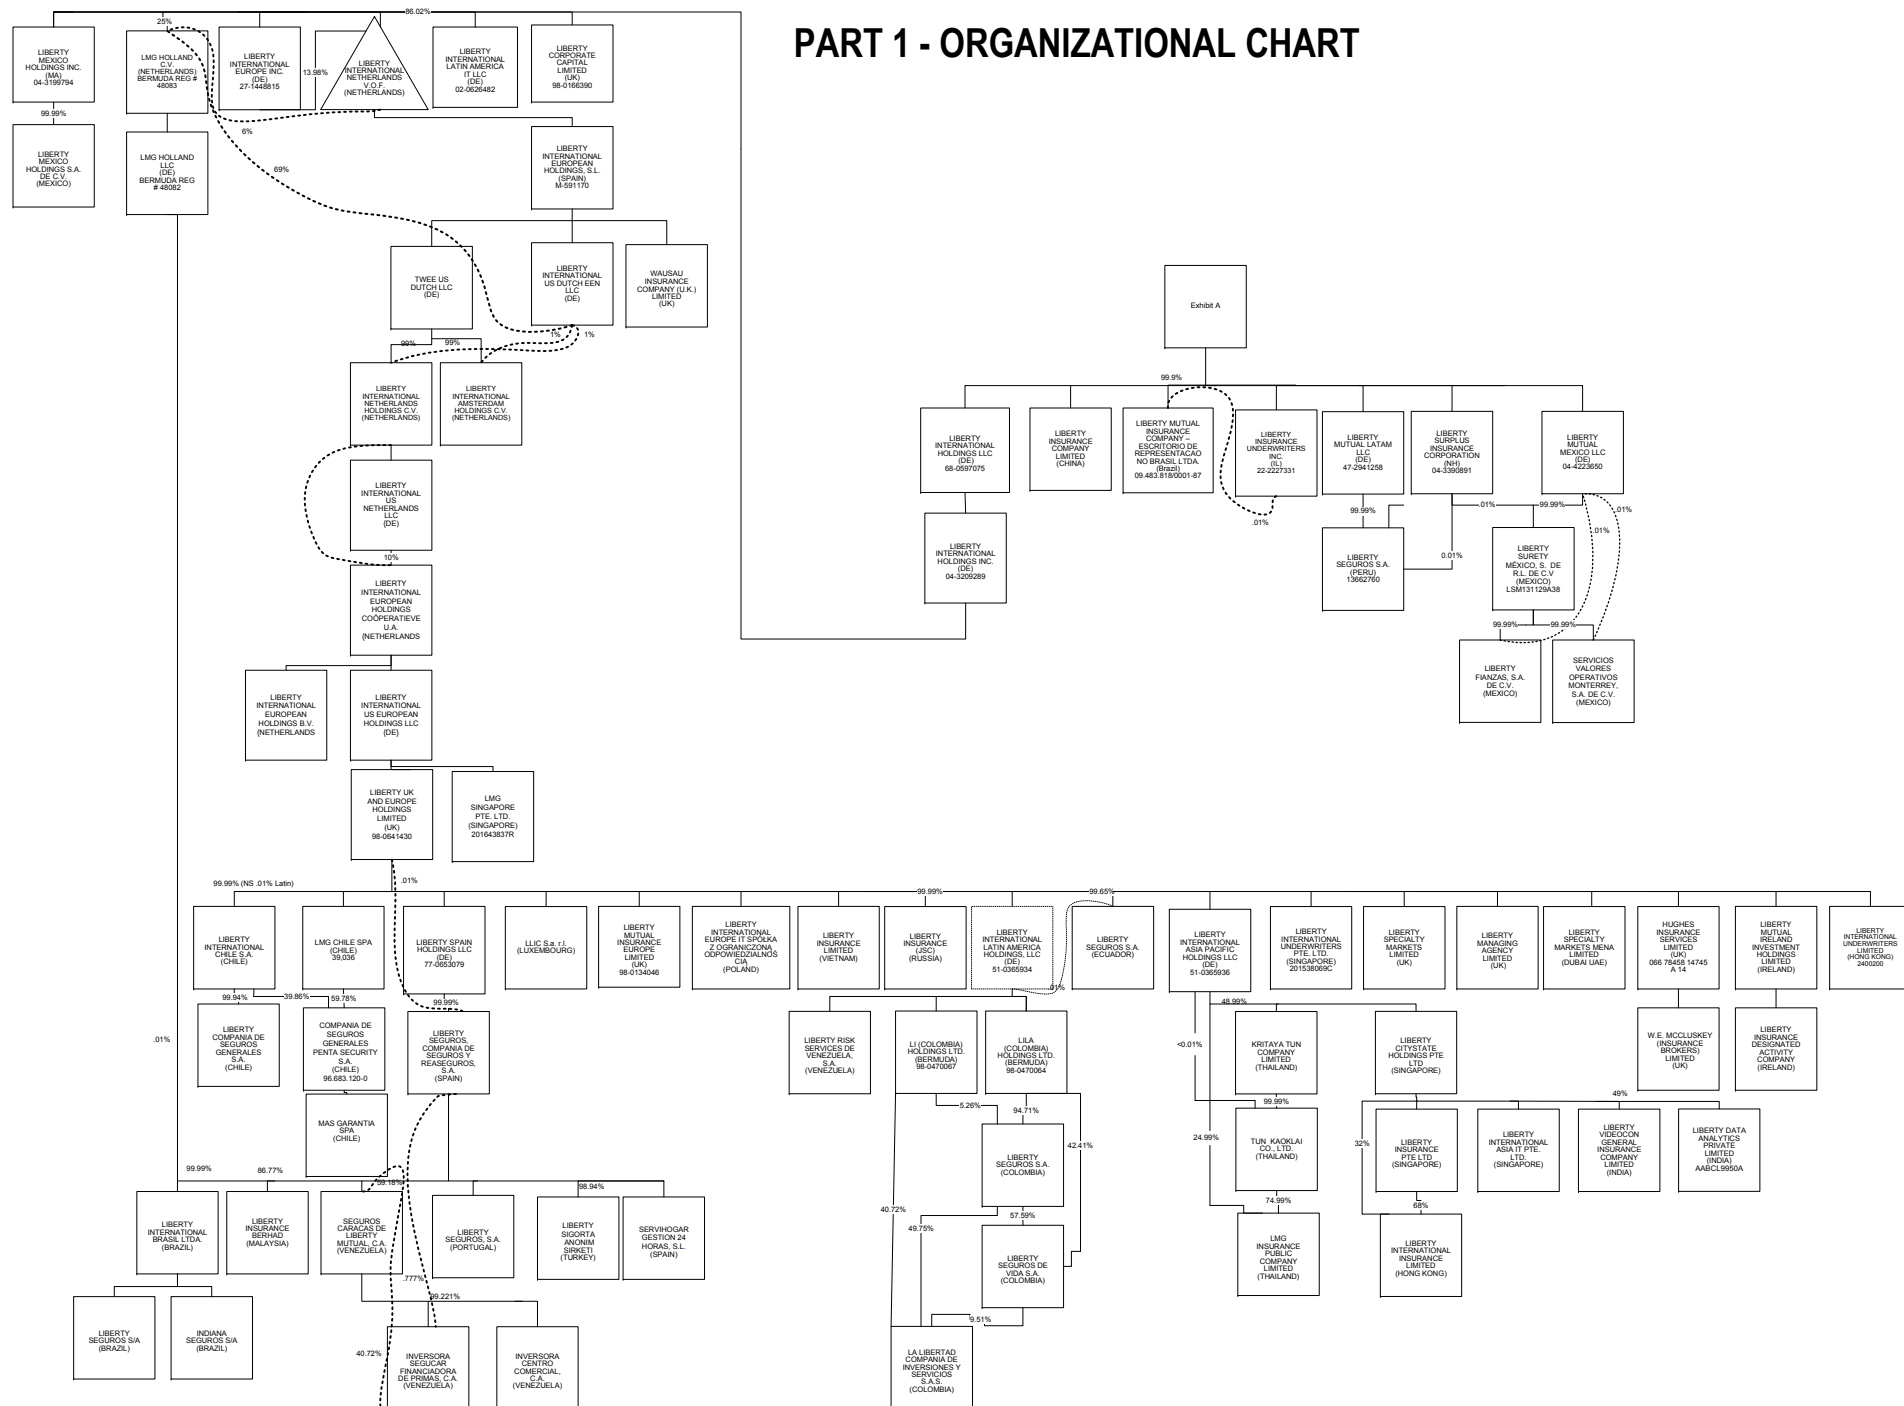 PART 1 - ORGANIZATIONAL CHART
86.02%
25%
LIBERTY
MEXICO
HOLDINGS INC.
(MA)
04-3199794
LMG HOLLAND
C.V.
(NETHERLANDS)
BERMUDA REG #
48083
LIBERTY
INTERNATIONAL
EUROPE INC.
(DE)
27-1448815
13.98%
LIBERTY
INTERNATIONAL
NETHERLANDS
V.O.F.
(NETHERLANDS)
LIBERTY
INTERNATIONAL
LATIN AMERICA
IT LLC
(DE)
02-0626482
LIBERTY
CORPORATE
CAPITAL
LIMITED
(UK)
98-0166390
99.99%
6%
69%
LIBERTY
MEXICO
HOLDINGS S.A.
DE C.V.
(MEXICO)
LMG HOLLAND
LLC
(DE)
BERMUDA REG
# 48082
LIBERTY
INTERNATIONAL
EUROPEAN
HOLDINGS, S.L.
(SPAIN)
M-591170
TWEE US
DUTCH LLC
(DE)
LIBERTY
INTERNATIONAL
US DUTCH EEN
LLC
(DE)
WAUSAU
INSURANCE
COMPANY (U.K.)
LIMITED
(UK)
99%
99%
1%
1%
LIBERTY
INTERNATIONAL
NETHERLANDS
HOLDINGS C.V.
(NETHERLANDS)
LIBERTY
INTERNATIONAL
AMSTERDAM
HOLDINGS C.V.
(NETHERLANDS)
LIBERTY
INTERNATIONAL
US
NETHERLANDS
LLC
(DE)
10%
LIBERTY
INTERNATIONAL
EUROPEAN
HOLDINGS
COÖPERATIEVE
U.A.
(NETHERLANDS
LIBERTY
INTERNATIONAL
EUROPEAN
HOLDINGS B.V.
(NETHERLANDS
LIBERTY
INTERNATIONAL
US EUROPEAN
HOLDINGS LLC
(DE)
LIBERTY UK
AND EUROPE
HOLDINGS
LIMITED
(UK)
98-0641430
LMG
SINGAPORE
PTE. LTD.
(SINGAPORE)
201643837R
Exhibit A
99.9%
LIBERTY
INTERNATIONAL
HOLDINGS LLC
(DE)
68-0597075
LIBERTY
INSURANCE
COMPANY
LIMITED
(CHINA)
LIBERTY MUTUAL
INSURANCE
COMPANY –
ESCRITORIO DE
REPRESENTACAO
NO BRASIL LTDA.
(Brazil)
09.483.818/0001-87
LIBERTY
INSURANCE
UNDERWRITERS
INC.
(IL)
22-2227331
LIBERTY
MUTUAL LATAM
LLC
(DE)
47-2941258
LIBERTY
SURPLUS
INSURANCE
CORPORATION
(NH)
04-3390891
LIBERTY
MUTUAL
MEXICO LLC
(DE)
04-4223650
.01%
99.99%
.01%
99.99%
.01%
.01%
0.01%
LIBERTY
INTERNATIONAL
HOLDINGS INC.
(DE)
04-3209289
LIBERTY
SEGUROS S.A.
(PERU)
13662760
LIBERTY
SURETY
MÉXICO, S. DE
R.L. DE C.V
(MEXICO)
LSM131129A38
99.99%
99.99%
LIBERTY
FIANZAS, S.A.
DE C.V.
(MEXICO)
SERVICIOS
VALORES
OPERATIVOS
MONTERREY,
S.A. DE C.V.
(MEXICO)
99.99% (NS .01% Latin)
.01%
99.99%
99.65%
LIBERTY
INTERNATIONAL
CHILE S.A.
(CHILE)
LMG CHILE SPA
(CHILE)
39,036
LIBERTY SPAIN
HOLDINGS LLC
(DE)
77-0653079
LLIC S.a. r.l.
(LUXEMBOURG)
LIBERTY
MUTUAL
INSURANCE
EUROPE
LIMITED
(UK)
98-0134046
LIBERTY
INTERNATIONAL
EUROPE IT SPÓŁKA
Z OGRANICZONĄ
ODPOWIEDZIALNOŚ
CIĄ
(POLAND)
LIBERTY
INSURANCE
LIMITED
(VIETNAM)
LIBERTY
INSURANCE
(JSC)
(RUSSIA)
LIBERTY
INTERNATIONAL
LATIN AMERICA
HOLDINGS, LLC
(DE)
51-0365934
LIBERTY
SEGUROS S.A.
(ECUADOR)
LIBERTY
INTERNATIONAL
ASIA PACIFIC
HOLDINGS LLC
(DE)
51-0365936
LIBERTY
INTERNATIONAL
UNDERWRITERS
PTE. LTD.
(SINGAPORE)
201538069C
LIBERTY
SPECIALTY
MARKETS
LIMITED
(UK)
LIBERTY
MANAGING
AGENCY
LIMITED
(UK)
LIBERTY
SPECIALTY
MARKETS MENA
LIMITED
(DUBAI UAE)
HUGHES
INSURANCE
SERVICES
LIMITED
(UK)
066 78458 14745
A 14
LIBERTY
MUTUAL
IRELAND
INVESTMENT
HOLDINGS
LIMITED
(IRELAND)
LIBERTY
INTERNATIONAL
UNDERWRITERS
LIMITED
(HONG KONG)
2400200
99.94%
39.86%
59.78%
99.99%
.01%
48.99%
<0.01%
.01%
LIBERTY
COMPANIA DE
SEGUROS
GENERALES
S.A.
(CHILE)
COMPANIA DE
SEGUROS
GENERALES
PENTA SECURITY
S.A.
(CHILE)
96.683.120-0
LIBERTY
SEGUROS,
COMPANIA DE
SEGUROS Y
REASEGUROS,
S.A.
(SPAIN)
LIBERTY RISK
SERVICES DE
VENEZUELA,
S.A.
(VENEZUELA)
LI (COLOMBIA)
HOLDINGS LTD.
(BERMUDA)
98-0470067
LILA
(COLOMBIA)
HOLDINGS LTD.
(BERMUDA)
98-0470064
KRITAYA TUN
COMPANY
LIMITED
(THAILAND)
LIBERTY
CITYSTATE
HOLDINGS PTE
LTD
(SINGAPORE)
W.E. MCCLUSKEY
(INSURANCE
BROKERS)
LIMITED
(UK)
LIBERTY
INSURANCE
DESIGNATED
ACTIVITY
COMPANY
(IRELAND)
MAS GARANTIA
SPA
(CHILE)
5.26%
94.71%
42.41%
24.99%
99.99%
32%
49%
LIBERTY
SEGUROS S.A.
(COLOMBIA)
TUN KAOKLAI
CO., LTD.
(THAILAND)
LIBERTY
INSURANCE
PTE LTD
(SINGAPORE)
LIBERTY
INTERNATIONAL
ASIA IT PTE.
LTD.
(SINGAPORE)
LIBERTY
VIDEOCON
GENERAL
INSURANCE
COMPANY
LIMITED
(INDIA)
LIBERTY DATA
ANALYTICS
PRIVATE
LIMITED
(INDIA)
AABCL9950A
99.99%
86.77%
59.18%
98.94%
40.72%
49.75%
57.59%
74.99%
68%
LIBERTY
INTERNATIONAL
BRASIL LTDA.
(BRAZIL)
LIBERTY
INSURANCE
BERHAD
(MALAYSIA)
SEGUROS
CARACAS DE
LIBERTY
MUTUAL, C.A.
(VENEZUELA)
LIBERTY
SEGUROS, S.A.
(PORTUGAL)
LIBERTY
SIGORTA
ANONIM
SIRKETI
(TURKEY)
SERVIHOGAR
GESTION 24
HORAS, S.L.
(SPAIN)
LIBERTY
SEGUROS DE
VIDA S.A.
(COLOMBIA)
LMG
INSURANCE
PUBLIC
COMPANY
LIMITED
(THAILAND)
LIBERTY
INTERNATIONAL
INSURANCE
LIMITED
(HONG KONG)
.777%
99.221%
9.51%
40.72%
LIBERTY
SEGUROS S/A
(BRAZIL)
INDIANA
SEGUROS S/A
(BRAZIL)
INVERSORA
SEGUCAR
FINANCIADORA
DE PRIMAS, C.A.
(VENEZUELA)
INVERSORA
CENTRO
COMERCIAL,
C.A.
(VENEZUELA)
LA LIBERTAD
COMPANIA DE
INVERSIONES Y
SERVICIOS
S.A.S.
(COLOMBIA)